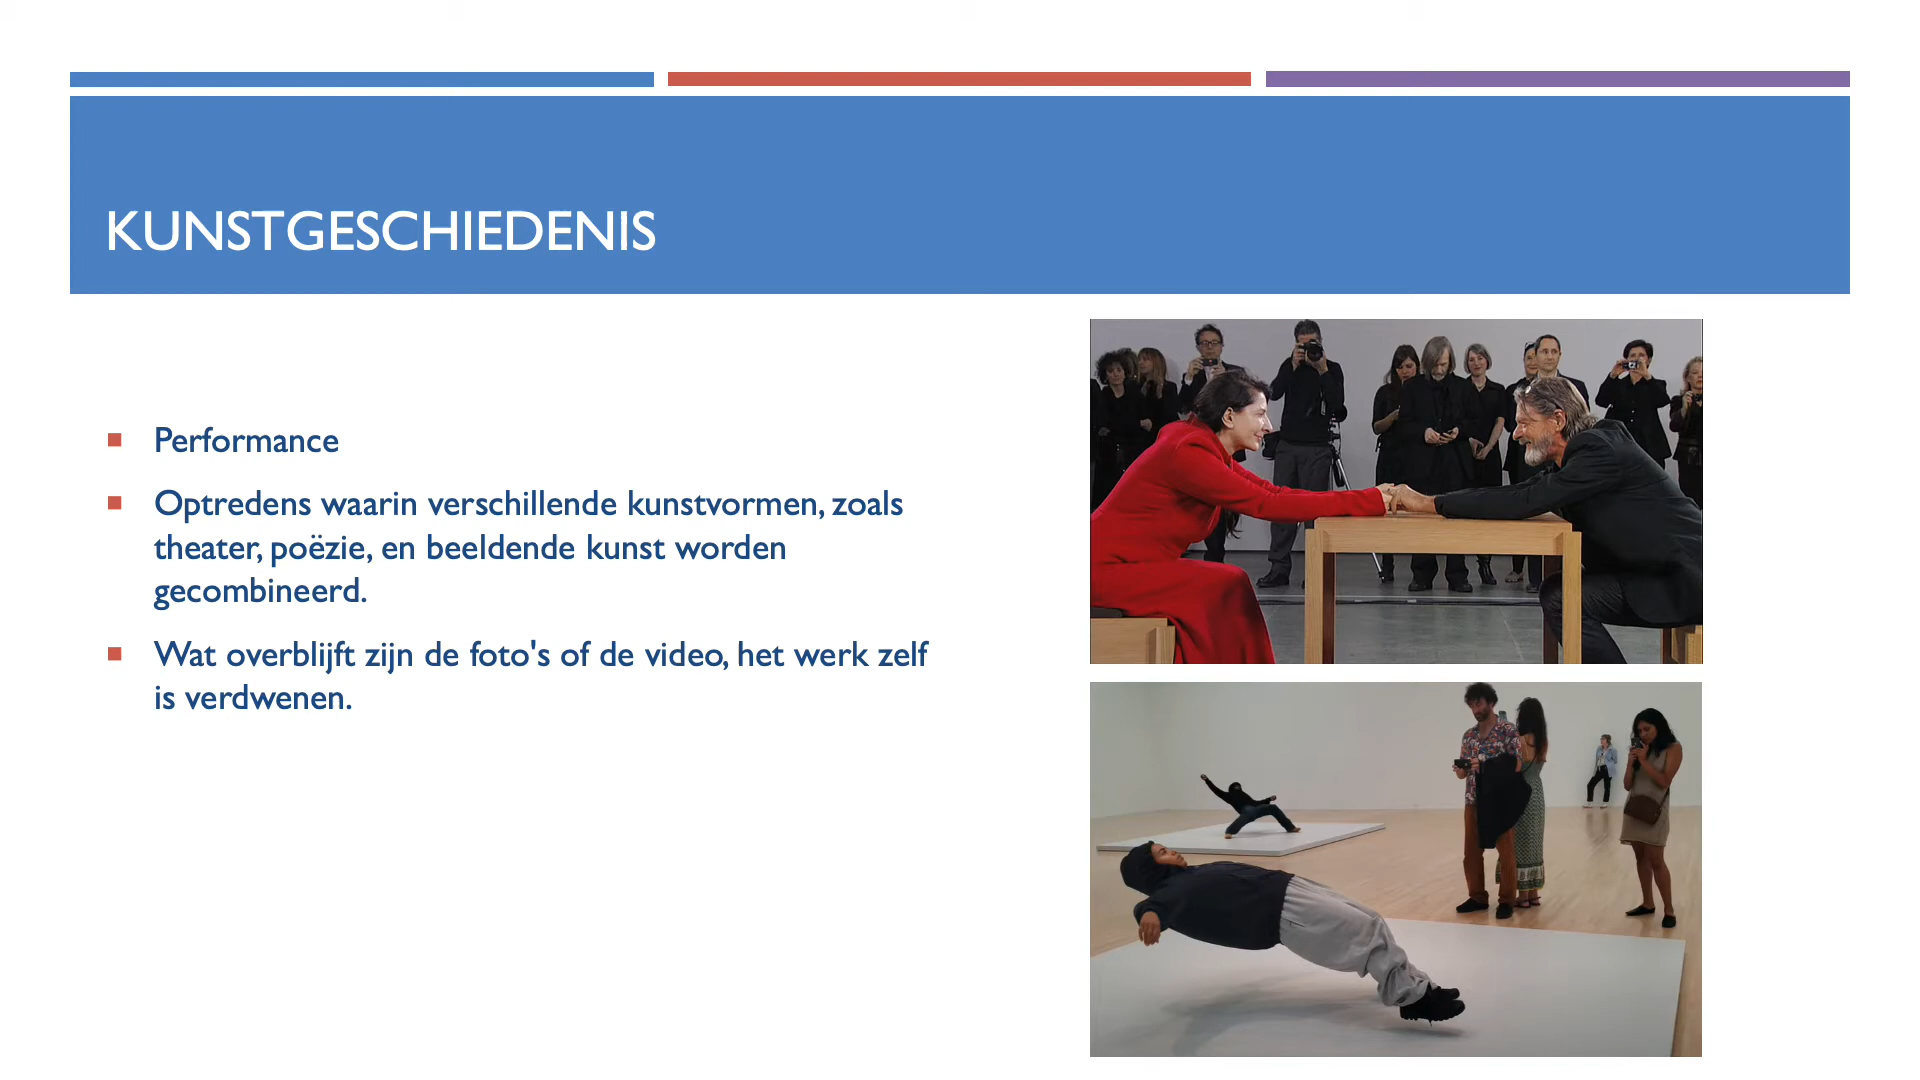 KUNSTGESCHIEDENIS
Performance
Optredens waarin verschillende kunstvormen, zoals
theater, poëzie, en beeldende kunst worden
gecombineerd.
Wat overblijft zijn de foto's of de video, het werk zelf
is verdwenen.